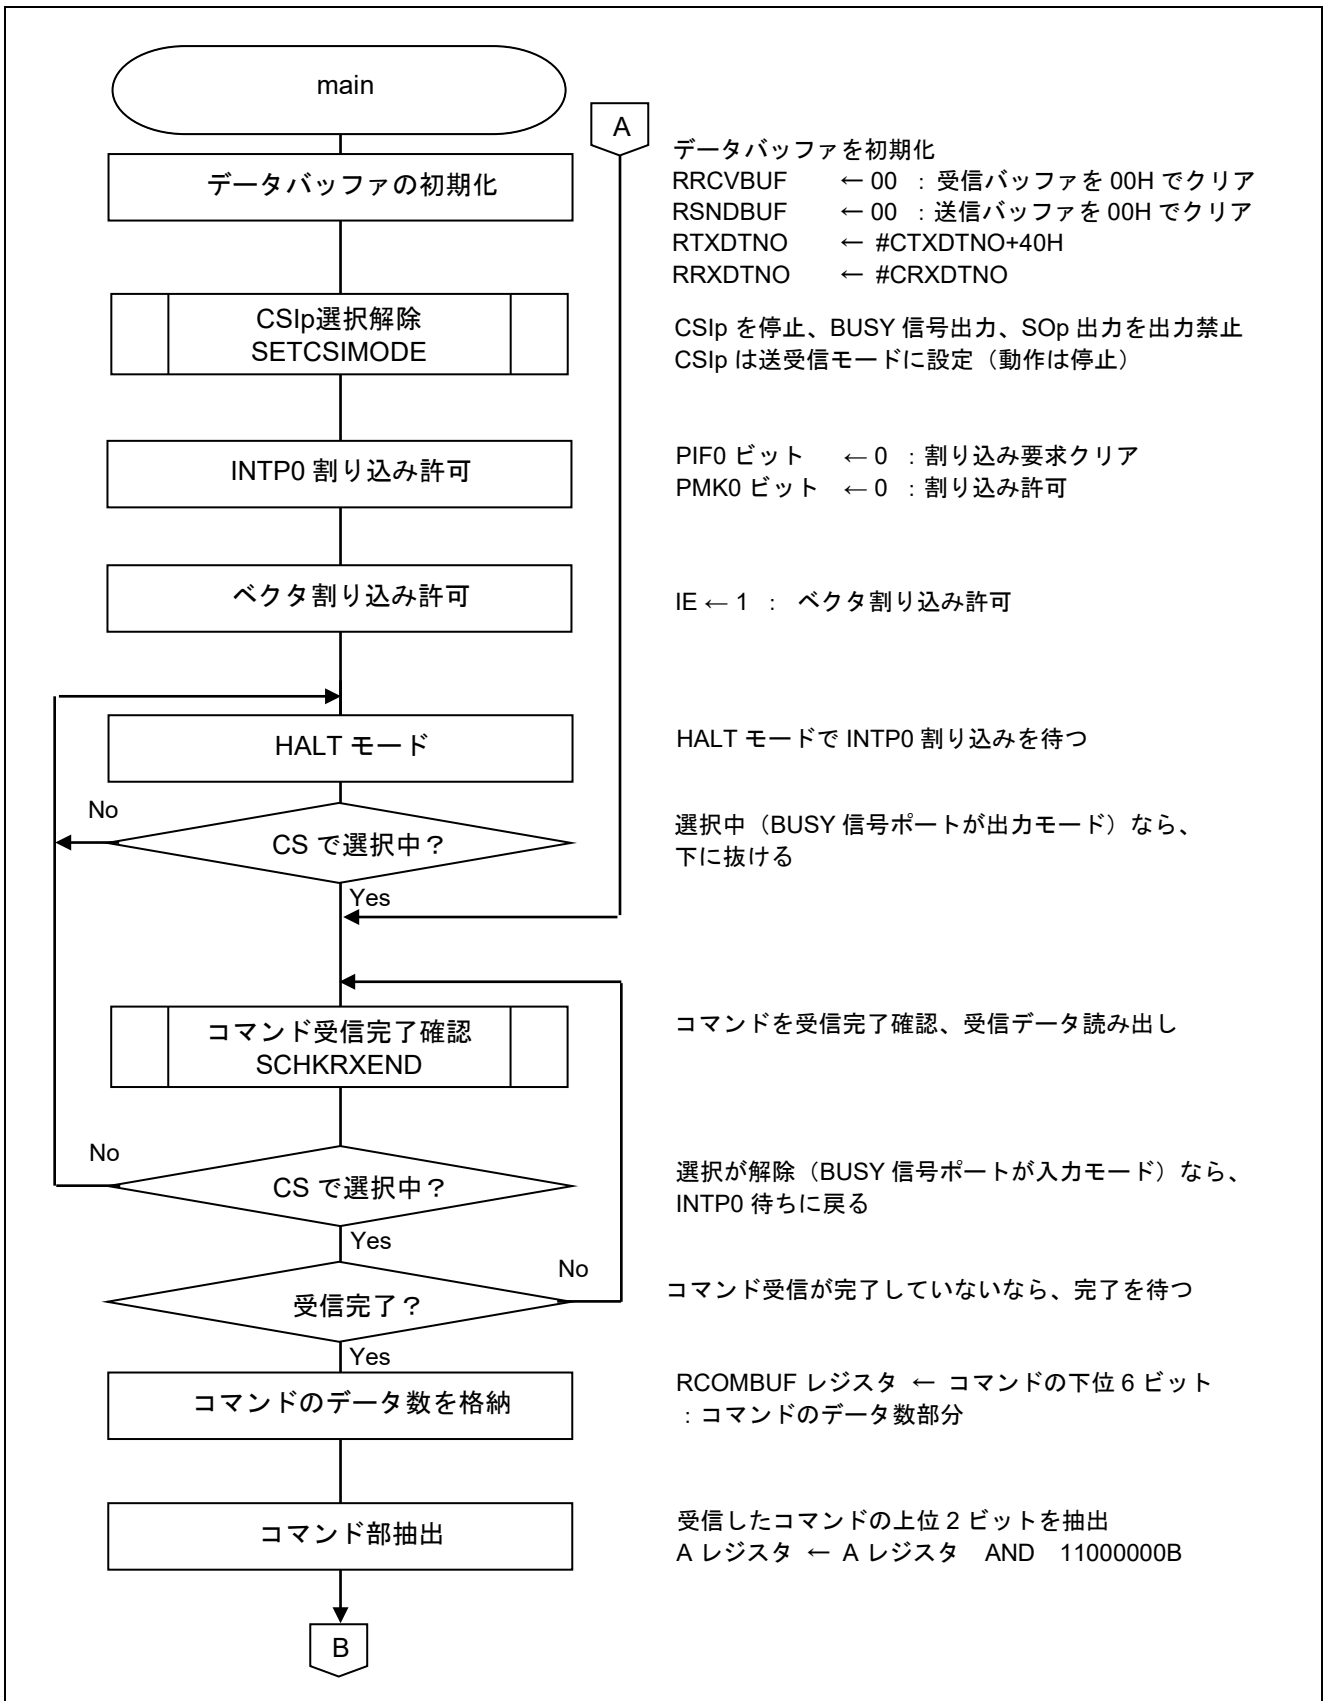 main
A
データバッファの初期化
データバッファを初期化
RRCVBUF ← 00 : 受信バッファを 00H でクリア
RSNDBUF ← 00 : 送信バッファを 00H でクリア
RTXDTNO ← #CTXDTNO+40H
RRXDTNO ← #CRXDTNO
CSIp選択解除
SETCSIMODE
CSIp を停止、BUSY 信号出力、SOp 出力を出力禁止
CSIp は送受信モードに設定（動作は停止）
INTP0 割り込み許可
PIF0 ビット ← 0 : 割り込み要求クリア
PMK0 ビット ← 0 : 割り込み許可
ベクタ割り込み許可
IE ← 1 : ベクタ割り込み許可
HALT モード
HALT モードで INTP0 割り込みを待つ
No
CS で選択中？
選択中（BUSY 信号ポートが出力モード）なら、
下に抜ける
Yes
コマンド受信完了確認
SCHKRXEND
コマンドを受信完了確認、受信データ読み出し
No
CS で選択中？
選択が解除（BUSY 信号ポートが入力モード）なら、
INTP0 待ちに戻る
Yes
No
受信完了？
コマンド受信が完了していないなら、完了を待つ
Yes
コマンドのデータ数を格納
RCOMBUF レジスタ ← コマンドの下位 6 ビット
: コマンドのデータ数部分
コマンド部抽出
受信したコマンドの上位 2 ビットを抽出
A レジスタ ← A レジスタ AND 11000000B
B